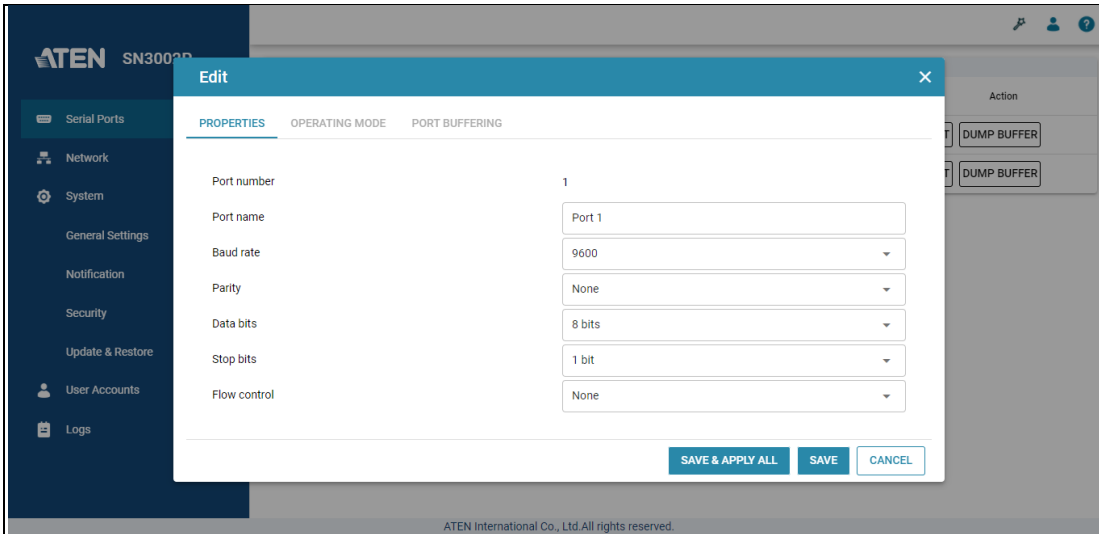 ATEN
Edit
Action
Serial Ports
PROPERTIES OPERATING MODE PORT BUFFERING
DUMP BUFFER
Network
DUMP BUFFER
Port number 1
System
Port name Port 1
General Settings
Baud rate 9600
Notification
Parity None
Security
Data bits 8 bits
Update & Restore
Stop bits 1 bit
User Accounts
Flow control None
Logs
SAVE & APPLY ALL SAVE CANCEL
ATEN International Co., Ltd.All rights reserved.